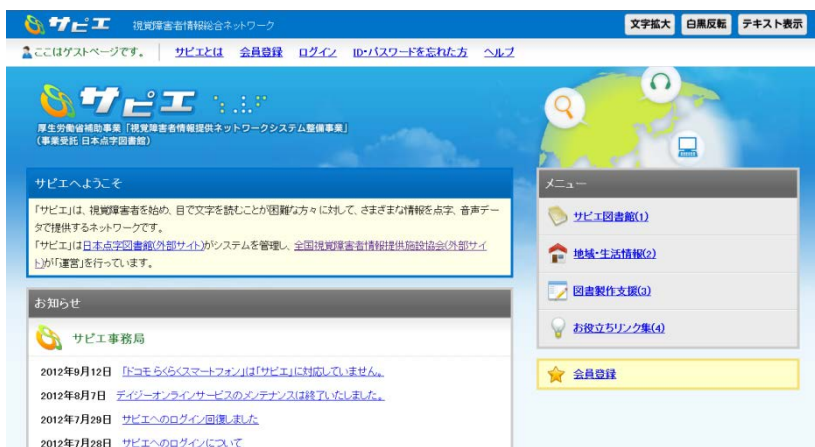 サピエ 視覚障害者情報総合ネットワーク
文字拡大 白黒反転 テキスト表示
ここはゲストページです。 サピエとは 会員登録 ログイン ID・パスワードを忘れた方 ヘルプ
サピエ ⠱⠡⠋
厚生労働省補助事業「視覚障害者情報提供ネットワークシステム整備事業」
(事業受託 日本点字図書館)
サピエへようこそ
「サピエ」は、視覚障害者を始め、目で文字を読むことが困難な方々に対して、さまざまな情報を点字、音声デー
タで提供するネットワークです。
「サピエ」は日本点字図書館(外部サイト)がシステムを管理し、全国視覚障害者情報提供施設協会(外部サイ
ト)が「運営」を行っています。
お知らせ
サピエ事務局
2012年9月12日 「ドコモ らくらくスマートフォン」は「サピエ」に対応していません。
2012年8月7日 デイジーオンラインサービスのメンテナンスは終了いたしました。
2012年7月29日 サピエへのログイン回復しました
2012年7月28日 サピエへのログインについて
メニュー
サピエ図書館(1)
地域・生活情報(2)
図書製作支援(3)
お役立ちリンク集(4)
会員登録